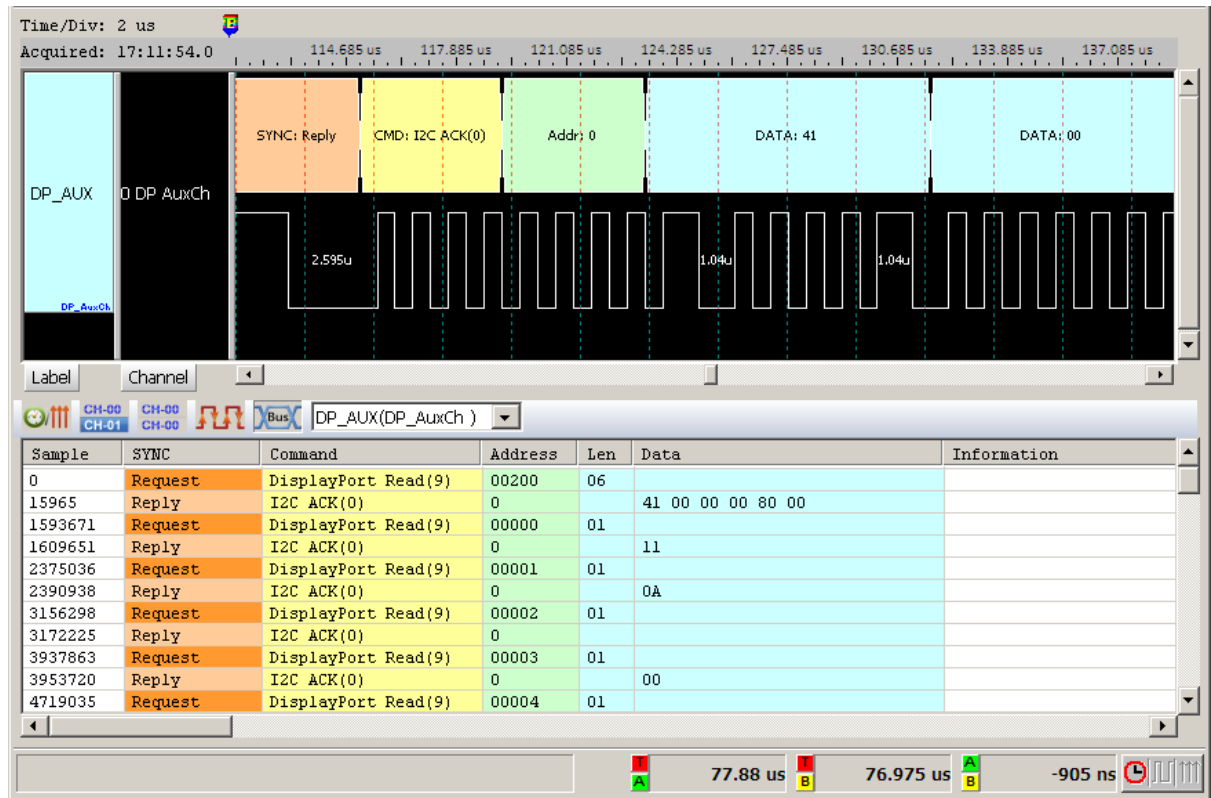 Time/Div: 2 us
B
Acquired: 17:11:54.0 114.685 us 117.885 us 121.085 us 124.285 us 127.485 us 130.685 us 133.885 us 137.085 us
SYNC: Reply CMD: I2C ACK(0) Addr: 0 DATA: 41 DATA: 00
DP_AUX 0 DP AuxCh
2.595u 1.04u 1.04u
DP_AuxCh
Label Channel
CH-00 CH-01 CH-00 CH-00 Bus DP_AUX(DP_AuxCh )
Sample SYNC Command Address Len Data Information
0 Request DisplayPort Read(9) 00200 06
15965 Reply I2C ACK(0) 0 41 00 00 00 80 00
1593671 Request DisplayPort Read(9) 00000 01
1609651 Reply I2C ACK(0) 0 11
2375036 Request DisplayPort Read(9) 00001 01
2390938 Reply I2C ACK(0) 0 0A
3156298 Request DisplayPort Read(9) 00002 01
3172225 Reply I2C ACK(0) 0
3937863 Request DisplayPort Read(9) 00003 01
3953720 Reply I2C ACK(0) 0 00
4719035 Request DisplayPort Read(9) 00004 01
T A 77.88 us T B 76.975 us A B -905 ns